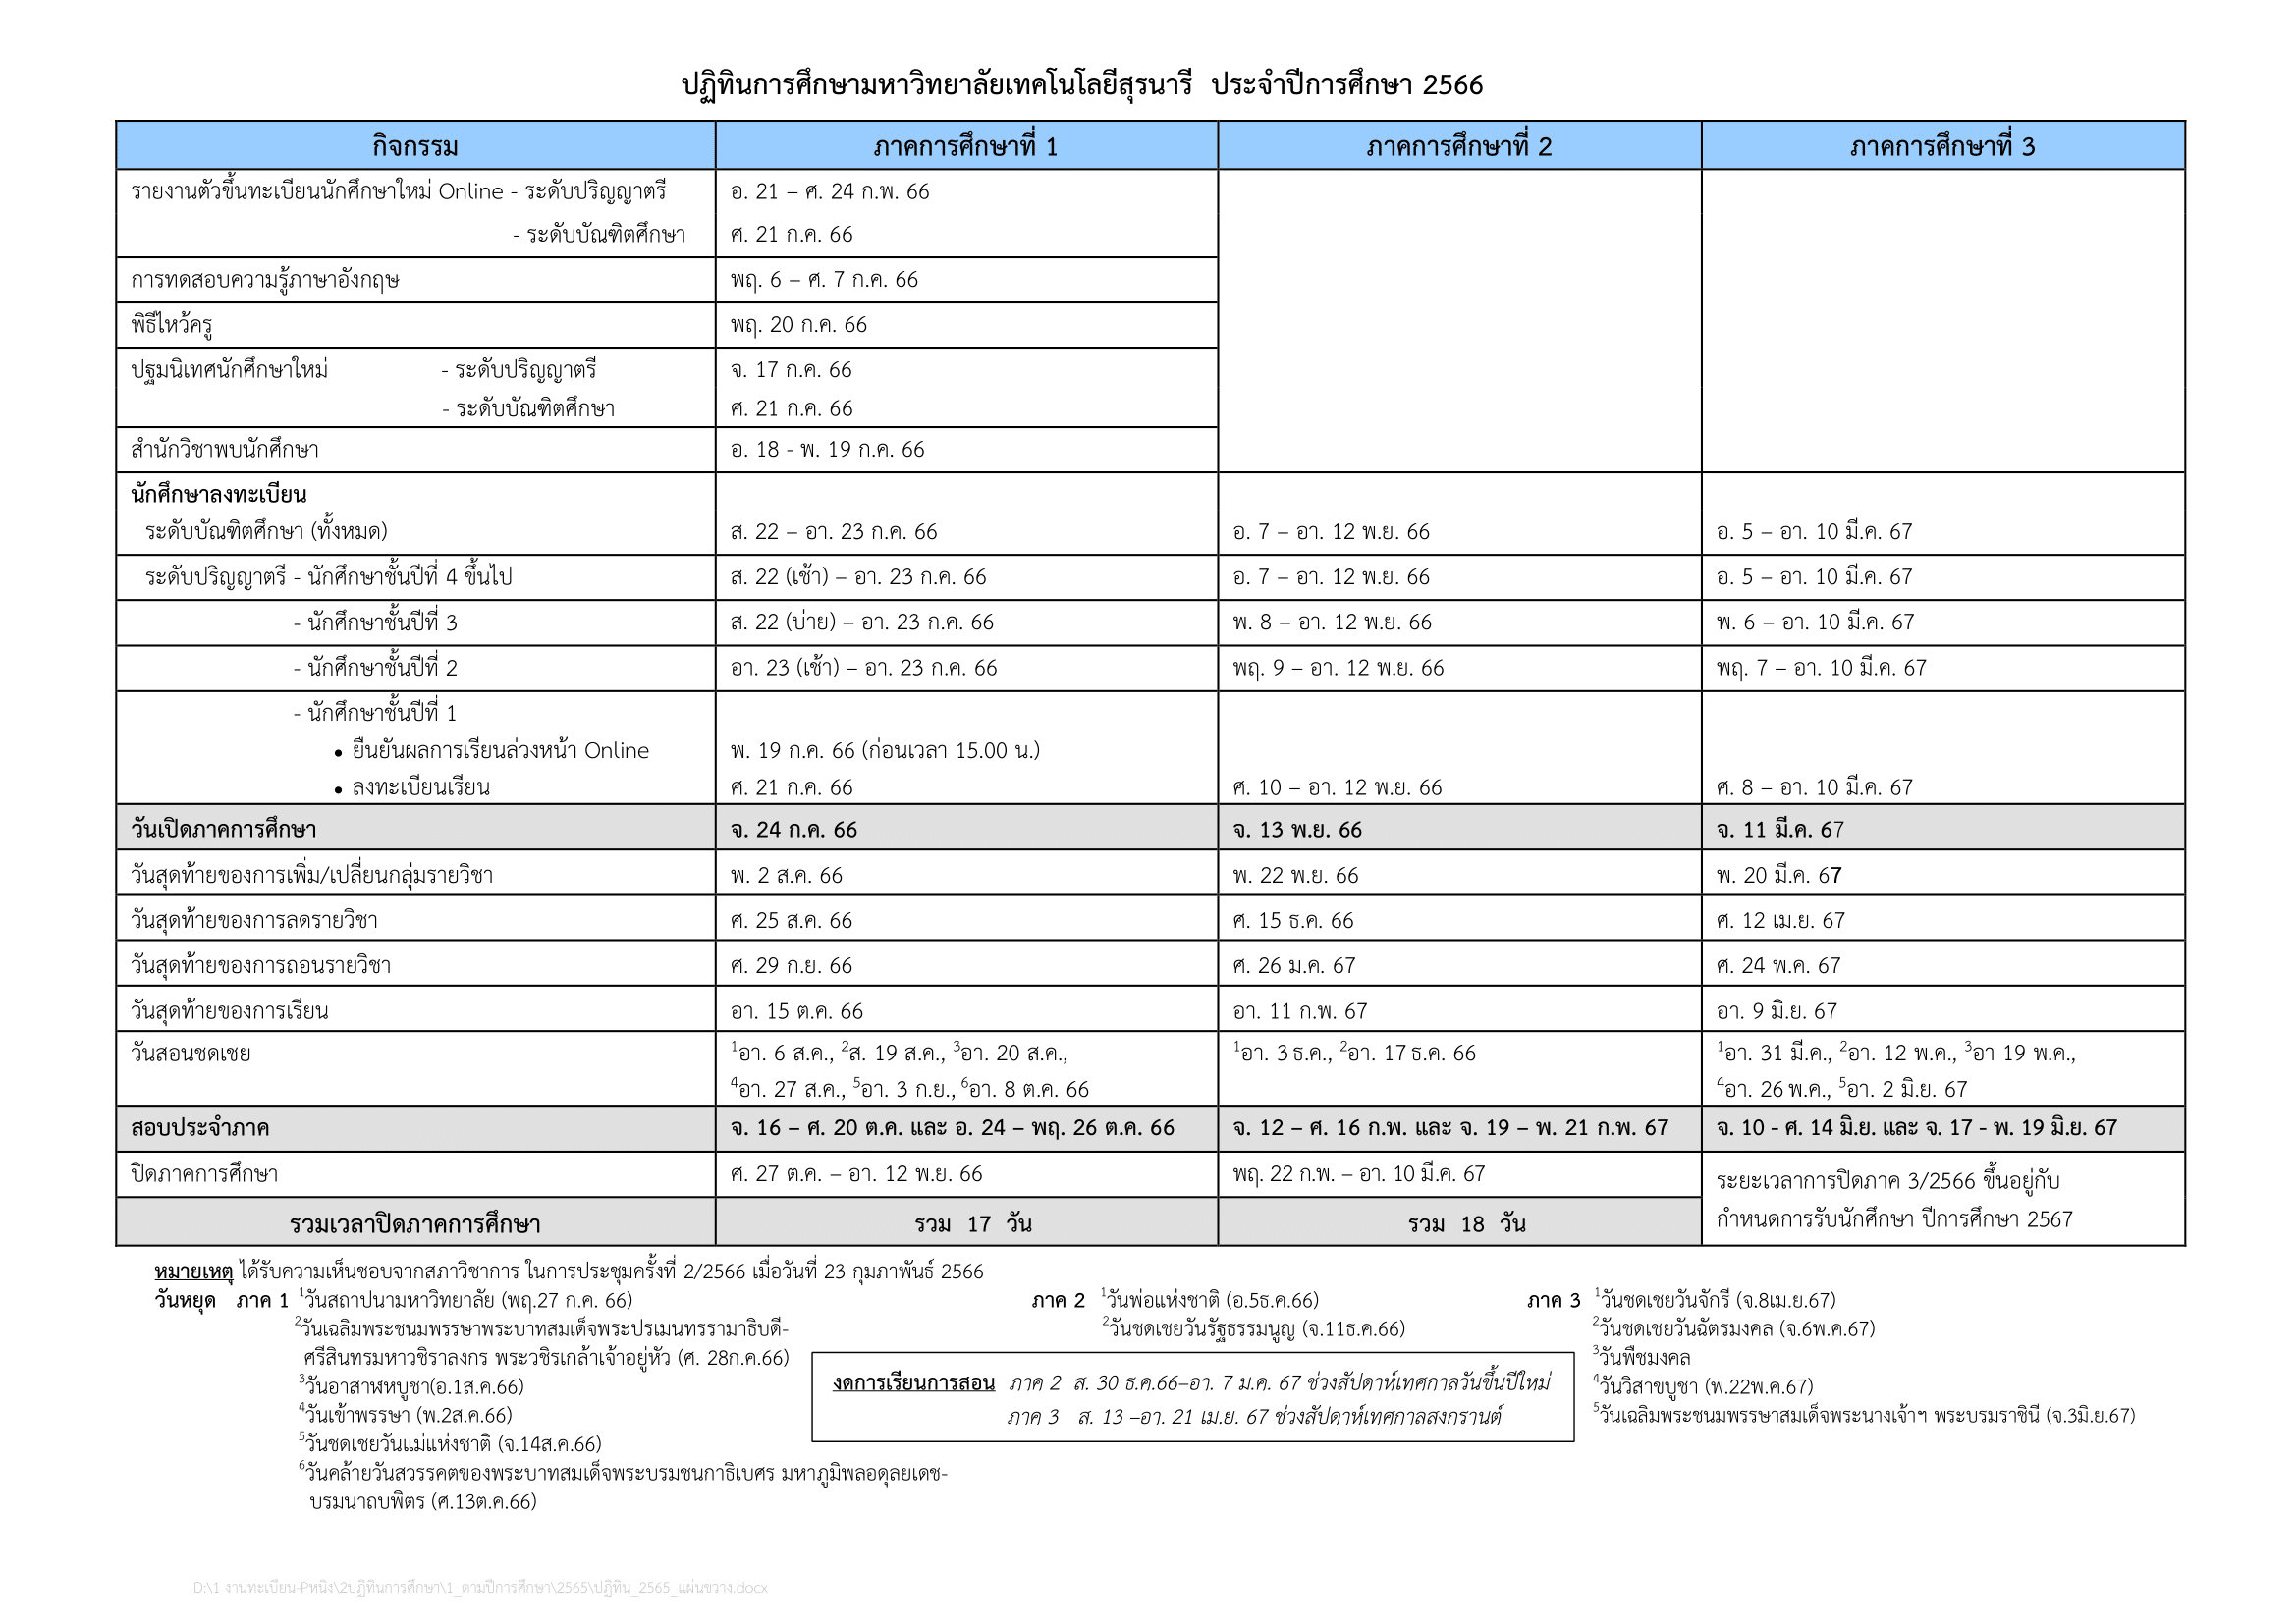 ปฏิทินการศึกษามหาวิทยาลัยเทคโนโลยีสุรนารี ประจำปีการศึกษา 2566
กิจกรรม ภาคการศึกษาที่ 1 ภาคการศึกษาที่ 2 ภาคการศึกษาที่ 3
รายงานตัวขึ้นทะเบียนนักศึกษาใหม่ Online - ระดับปริญญาตรี อ. 21 – ศ. 24 ก.พ. 66
- ระดับบัณฑิตศึกษา ศ. 21 ก.ค. 66
การทดสอบความรู้ภาษาอังกฤษ พฤ. 6 – ศ. 7 ก.ค. 66
พิธีไหว้ครู พฤ. 20 ก.ค. 66
ปฐมนิเทศนักศึกษาใหม่ - ระดับปริญญาตรี จ. 17 ก.ค. 66
- ระดับบัณฑิตศึกษา ศ. 21 ก.ค. 66
สำนักวิชาพบนักศึกษา อ. 18 - พ. 19 ก.ค. 66
นักศึกษาลงทะเบียน
ระดับบัณฑิตศึกษา (ทั้งหมด) ส. 22 – อา. 23 ก.ค. 66 อ. 7 – อา. 12 พ.ย. 66 อ. 5 – อา. 10 มี.ค. 67
ระดับปริญญาตรี - นักศึกษาชั้นปีที่ 4 ขึ้นไป ส. 22 (เช้า) – อา. 23 ก.ค. 66 อ. 7 – อา. 12 พ.ย. 66 อ. 5 – อา. 10 มี.ค. 67
- นักศึกษาชั้นปีที่ 3 ส. 22 (บ่าย) – อา. 23 ก.ค. 66 พ. 8 – อา. 12 พ.ย. 66 พ. 6 – อา. 10 มี.ค. 67
- นักศึกษาชั้นปีที่ 2 อา. 23 (เช้า) – อา. 23 ก.ค. 66 พฤ. 9 – อา. 12 พ.ย. 66 พฤ. 7 – อา. 10 มี.ค. 67
- นักศึกษาชั้นปีที่ 1
• ยืนยันผลการเรียนล่วงหน้า Online พ. 19 ก.ค. 66 (ก่อนเวลา 15.00 น.)
• ลงทะเบียนเรียน ศ. 21 ก.ค. 66 ศ. 10 – อา. 12 พ.ย. 66 ศ. 8 – อา. 10 มี.ค. 67
วันเปิดภาคการศึกษา จ. 24 ก.ค. 66 จ. 13 พ.ย. 66 จ. 11 มี.ค. 67
วันสุดท้ายของการเพิ่ม/เปลี่ยนกลุ่มรายวิชา พ. 2 ส.ค. 66 พ. 22 พ.ย. 66 พ. 20 มี.ค. 67
วันสุดท้ายของการลดรายวิชา ศ. 25 ส.ค. 66 ศ. 15 ธ.ค. 66 ศ. 12 เม.ย. 67
วันสุดท้ายของการถอนรายวิชา ศ. 29 ก.ย. 66 ศ. 26 ม.ค. 67 ศ. 24 พ.ค. 67
วันสุดท้ายของการเรียน อา. 15 ต.ค. 66 อา. 11 ก.พ. 67 อา. 9 มิ.ย. 67
วันสอนชดเชย ¹อา. 6 ส.ค., ²ส. 19 ส.ค., ³อา. 20 ส.ค., ¹อา. 3 ธ.ค., ²อา. 17 ธ.ค. 66 ¹อา. 31 มี.ค., ²อา. 12 พ.ค., ³อา 19 พ.ค.,
⁴อา. 27 ส.ค., ⁵อา. 3 ก.ย., ⁶อา. 8 ต.ค. 66 ⁴อา. 26 พ.ค., ⁵อา. 2 มิ.ย. 67
สอบประจำภาค จ. 16 – ศ. 20 ต.ค. และ อ. 24 – พฤ. 26 ต.ค. 66 จ. 12 – ศ. 16 ก.พ. และ จ. 19 – พ. 21 ก.พ. 67 จ. 10 - ศ. 14 มิ.ย. และ จ. 17 - พ. 19 มิ.ย. 67
ปิดภาคการศึกษา ศ. 27 ต.ค. – อา. 12 พ.ย. 66 พฤ. 22 ก.พ. – อา. 10 มี.ค. 67 ระยะเวลาการปิดภาค 3/2566 ขึ้นอยู่กับ
รวมเวลาปิดภาคการศึกษา รวม 17 วัน รวม 18 วัน กำหนดการรับนักศึกษา ปีการศึกษา 2567
หมายเหตุ ได้รับความเห็นชอบจากสภาวิชาการ ในการประชุมครั้งที่ 2/2566 เมื่อวันที่ 23 กุมภาพันธ์ 2566
วันหยุด ภาค 1 ¹วันสถาปนามหาวิทยาลัย (พฤ.27 ก.ค. 66) ภาค 2 ¹วันพ่อแห่งชาติ (อ.5ธ.ค.66) ภาค 3 ¹วันชดเชยวันจักรี (จ.8เม.ย.67)
²วันเฉลิมพระชนมพรรษาพระบาทสมเด็จพระปรเมนทรรามาธิบดี- ²วันชดเชยวันรัฐธรรมนูญ (จ.11ธ.ค.66) ²วันชดเชยวันฉัตรมงคล (จ.6พ.ค.67)
ศรีสินทรมหาวชิราลงกร พระวชิรเกล้าเจ้าอยู่หัว (ศ. 28ก.ค.66) ³วันพืชมงคล
³วันอาสาฬหบูชา(อ.1ส.ค.66) งดการเรียนการสอน ภาค 2 ส. 30 ธ.ค.66–อา. 7 ม.ค. 67 ช่วงสัปดาห์เทศกาลวันขึ้นปีใหม่ ⁴วันวิสาขบูชา (พ.22พ.ค.67)
⁴วันเข้าพรรษา (พ.2ส.ค.66) ภาค 3 ส. 13 –อา. 21 เม.ย. 67 ช่วงสัปดาห์เทศกาลสงกรานต์ ⁵วันเฉลิมพระชนมพรรษาสมเด็จพระนางเจ้าฯ พระบรมราชินี (จ.3มิ.ย.67)
⁵วันชดเชยวันแม่แห่งชาติ (จ.14ส.ค.66)
⁶วันคล้ายวันสวรรคตของพระบาทสมเด็จพระบรมชนกาธิเบศร มหาภูมิพลอดุลยเดช-
บรมนาถบพิตร (ศ.13ต.ค.66)
D:\1 งานทะเบียน-Pหนิง\2ปฏิทินการศึกษา\1_ตามปีการศึกษา\2565\ปฏิทิน_2565_แผ่นขวาง.docx